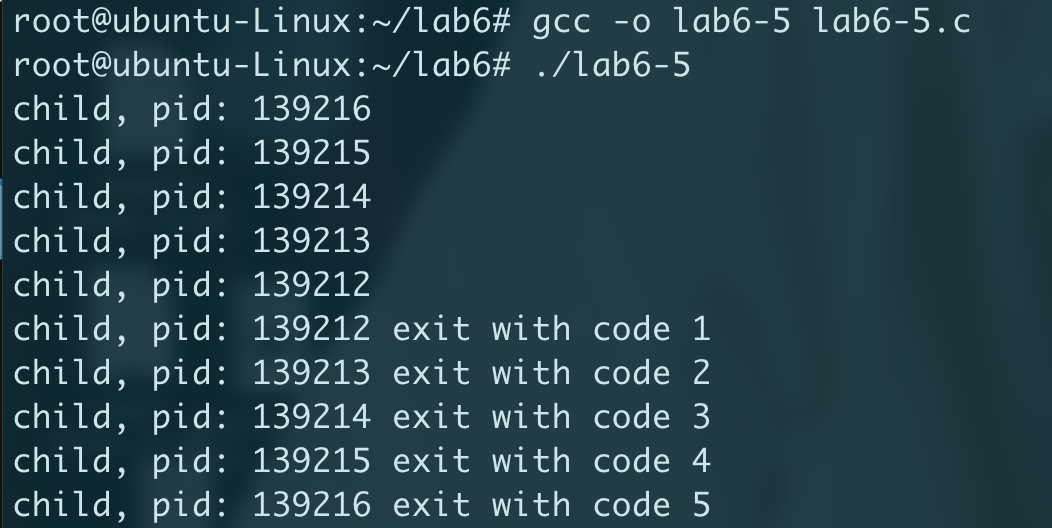 root@ubuntu-Linux:~/lab6# gcc -o lab6-5 lab6-5.c
root@ubuntu-Linux:~/lab6# ./lab6-5
child, pid: 139216
child, pid: 139215
child, pid: 139214
child, pid: 139213
child, pid: 139212
child, pid: 139212 exit with code 1
child, pid: 139213 exit with code 2
child, pid: 139214 exit with code 3
child, pid: 139215 exit with code 4
child, pid: 139216 exit with code 5